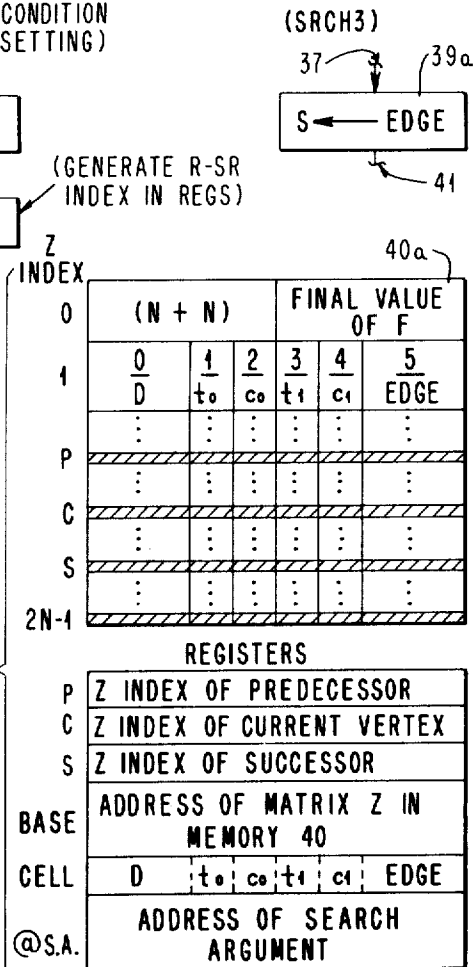 CONDITION
SETTING)
(SRCH3)
37
39a
S ← EDGE
41
(GENERATE R-SR
INDEX IN REGS)
Z
INDEX
40a
0 (N + N) FINAL VALUE
OF F
1 0 1 2 3 4 5
D t0 c0 t1 c1 EDGE
P
C
S
2N-1
REGISTERS
P Z INDEX OF PREDECESSOR
C Z INDEX OF CURRENT VERTEX
S Z INDEX OF SUCCESSOR
BASE ADDRESS OF MATRIX Z IN
MEMORY 40
CELL D t0 c0 t1 c1 EDGE
@S.A. ADDRESS OF SEARCH
ARGUMENT